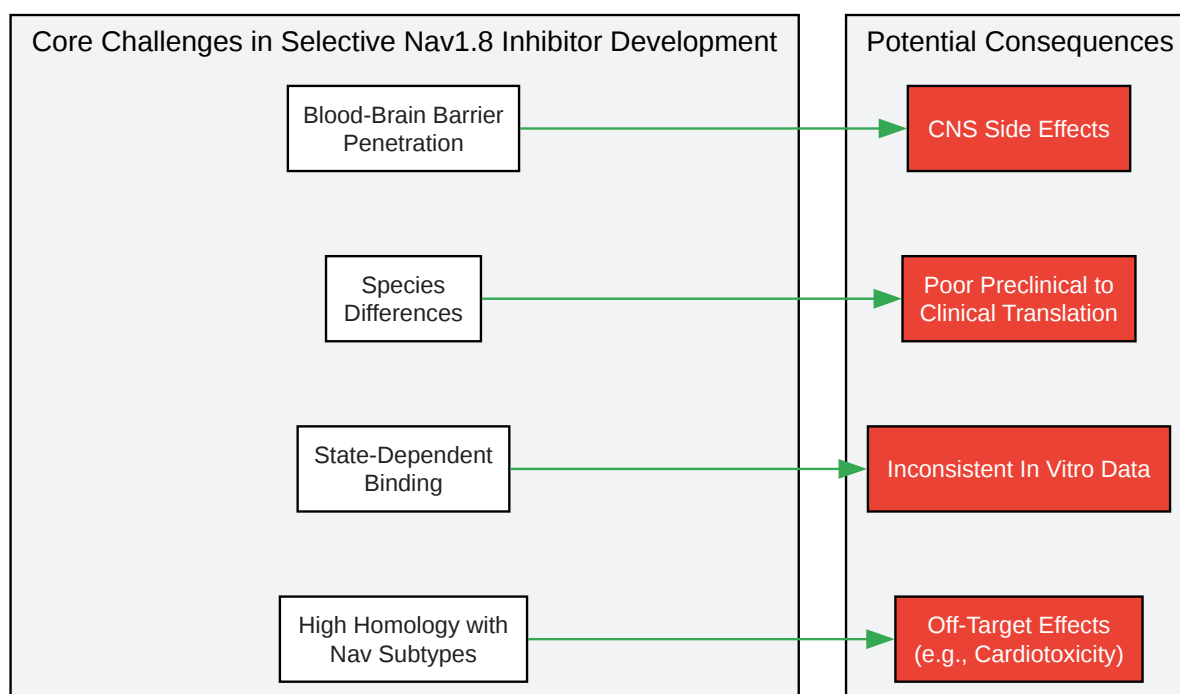 Core Challenges in Selective Nav1.8 Inhibitor Development
Potential Consequences
Blood-Brain Barrier
Penetration
CNS Side Effects
Species
Differences
Poor Preclinical to
Clinical Translation
State-Dependent
Binding
Inconsistent In Vitro Data
High Homology with
Nav Subtypes
Off-Target Effects
(e.g., Cardiotoxicity)